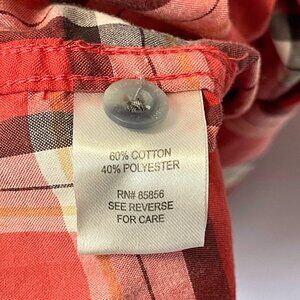 60% COTTON
40% POLYESTER
RN# 85856
SEE REVERSE
FOR CARE